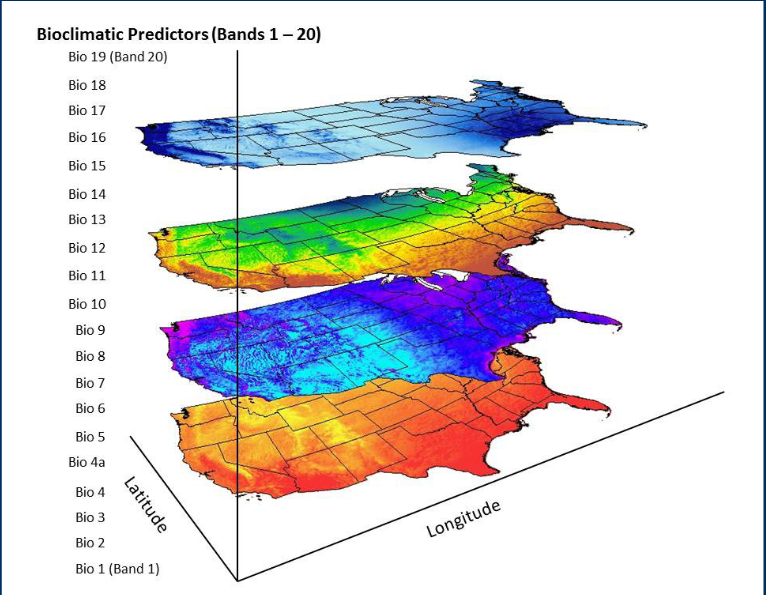 Bioclimatic Predictors (Bands 1 – 20)
Bio 19 (Band 20)
Bio 18
Bio 17
Bio 16
Bio 15
Bio 14
Bio 13
Bio 12
Bio 11
Bio 10
Bio 9
Bio 8
Bio 7
Bio 6
Bio 5
Bio 4a
Bio 4
Bio 3
Bio 2
Bio 1 (Band 1)
Latitude
Longitude